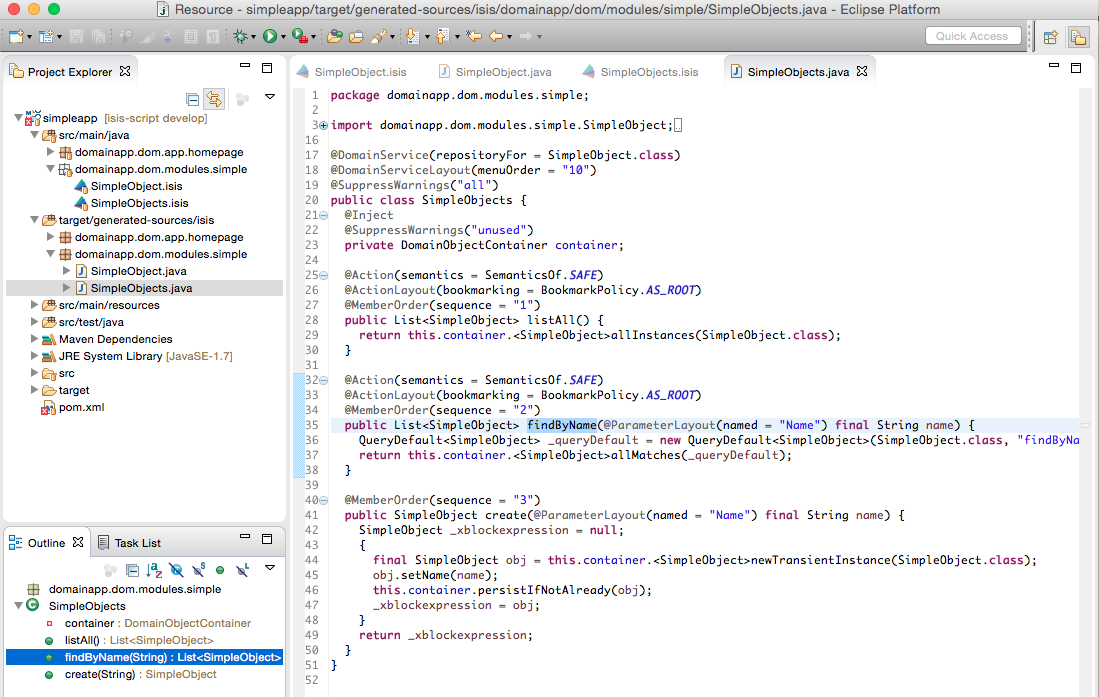 Resource - simpleapp/target/generated-sources/isis/domainapp/dom/modules/simple/SimpleObjects.java - Eclipse Platform
Quick Access
Project Explorer
simpleapp [isis-script develop]
src/main/java
domainapp.dom.app.homepage
domainapp.dom.modules.simple
SimpleObject.isis
SimpleObjects.isis
target/generated-sources/isis
domainapp.dom.app.homepage
domainapp.dom.modules.simple
SimpleObject.java
SimpleObjects.java
src/main/resources
src/test/java
Maven Dependencies
JRE System Library [JavaSE-1.7]
src
target
pom.xml
Outline
Task List
domainapp.dom.modules.simple
SimpleObjects
container : DomainObjectContainer
listAll() : List<SimpleObject>
findByName(String) : List<SimpleObject>
create(String) : SimpleObject
SimpleObject.isis
SimpleObject.java
SimpleObjects.isis
SimpleObjects.java
1 package domainapp.dom.modules.simple;
2
3 import domainapp.dom.modules.simple.SimpleObject;
16
17 @DomainService(repositoryFor = SimpleObject.class)
18 @DomainServiceLayout(menuOrder = "10")
19 @SuppressWarnings("all")
20 public class SimpleObjects {
21 @Inject
22 @SuppressWarnings("unused")
23 private DomainObjectContainer container;
24
25 @Action(semantics = SemanticsOf.SAFE)
26 @ActionLayout(bookmarking = BookmarkPolicy.AS_ROOT)
27 @MemberOrder(sequence = "1")
28 public List<SimpleObject> listAll() {
29 return this.container.<SimpleObject>allInstances(SimpleObject.class);
30 }
31
32 @Action(semantics = SemanticsOf.SAFE)
33 @ActionLayout(bookmarking = BookmarkPolicy.AS_ROOT)
34 @MemberOrder(sequence = "2")
35 public List<SimpleObject> findByName(@ParameterLayout(named = "Name") final String name) {
36 QueryDefault<SimpleObject> _queryDefault = new QueryDefault<SimpleObject>(SimpleObject.class, "findByNa
37 return this.container.<SimpleObject>allMatches(_queryDefault);
38 }
39
40 @MemberOrder(sequence = "3")
41 public SimpleObject create(@ParameterLayout(named = "Name") final String name) {
42 SimpleObject _xblockexpression = null;
43 {
44 final SimpleObject obj = this.container.<SimpleObject>newTransientInstance(SimpleObject.class);
45 obj.setName(name);
46 this.container.persistIfNotAlready(obj);
47 _xblockexpression = obj;
48 }
49 return _xblockexpression;
50 }
51 }
52